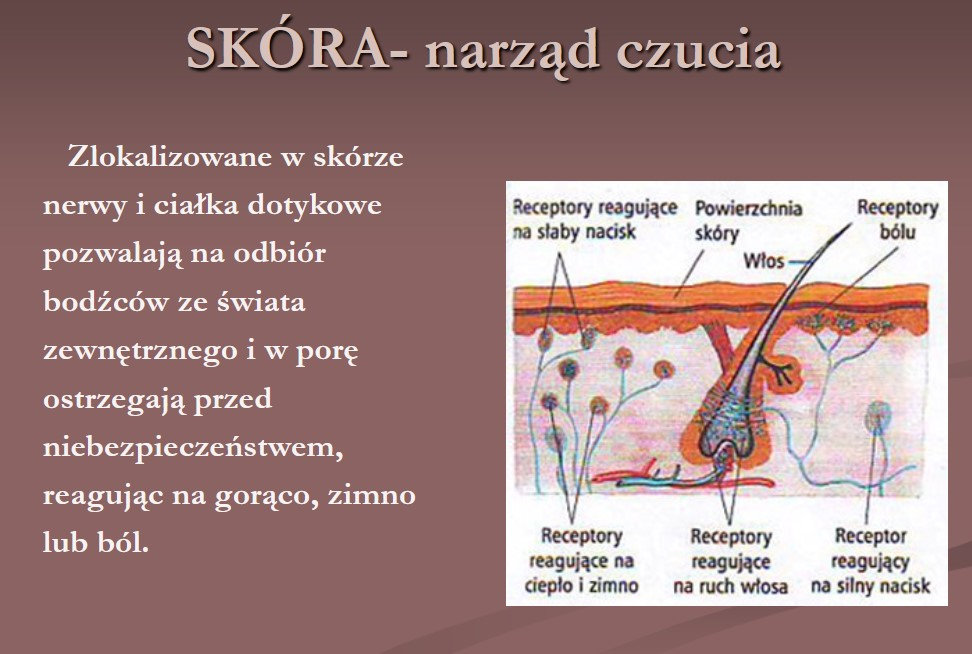 SKÓRA- narząd czucia
Zlokalizowane w skórze
nerwy i ciałka dotykowe
pozwalają na odbiór
bodźców ze świata
zewnętrznego i w porę
ostrzegają przed
niebezpieczeństwem,
reagując na gorąco, zimno
lub ból.
Receptory reagujące
na słaby nacisk
Powierzchnia
skóry
Receptory
bólu
Włos
Receptory
reagujące na
ciepło i zimno
Receptory
reagujące
na ruch włosa
Receptor
reagujący
na silny nacisk